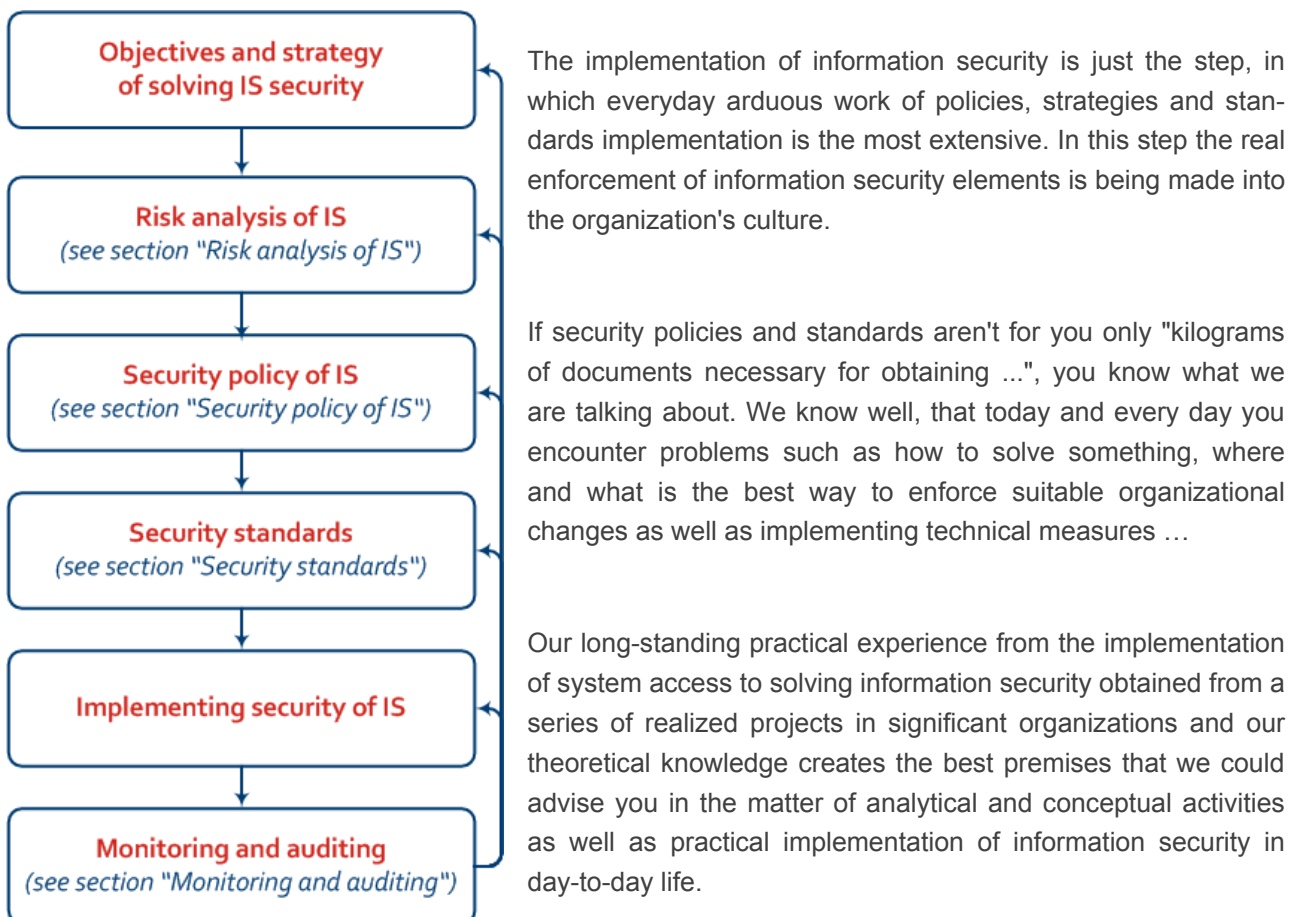 Objectives and strategy
of solving IS security
Risk analysis of IS
(see section "Risk analysis of IS")
Security policy of IS
(see section "Security policy of IS")
Security standards
(see section "Security standards")
Implementing security of IS
Monitoring and auditing
(see section "Monitoring and auditing")
The implementation of information security is just the step, in
which everyday arduous work of policies, strategies and stan-
dards implementation is the most extensive. In this step the real
enforcement of information security elements is being made into
the organization's culture.
If security policies and standards aren't for you only "kilograms
of documents necessary for obtaining ...", you know what we
are talking about. We know well, that today and every day you
encounter problems such as how to solve something, where
and what is the best way to enforce suitable organizational
changes as well as implementing technical measures …
Our long-standing practical experience from the implementation
of system access to solving information security obtained from a
series of realized projects in significant organizations and our
theoretical knowledge creates the best premises that we could
advise you in the matter of analytical and conceptual activities
as well as practical implementation of information security in
day-to-day life.